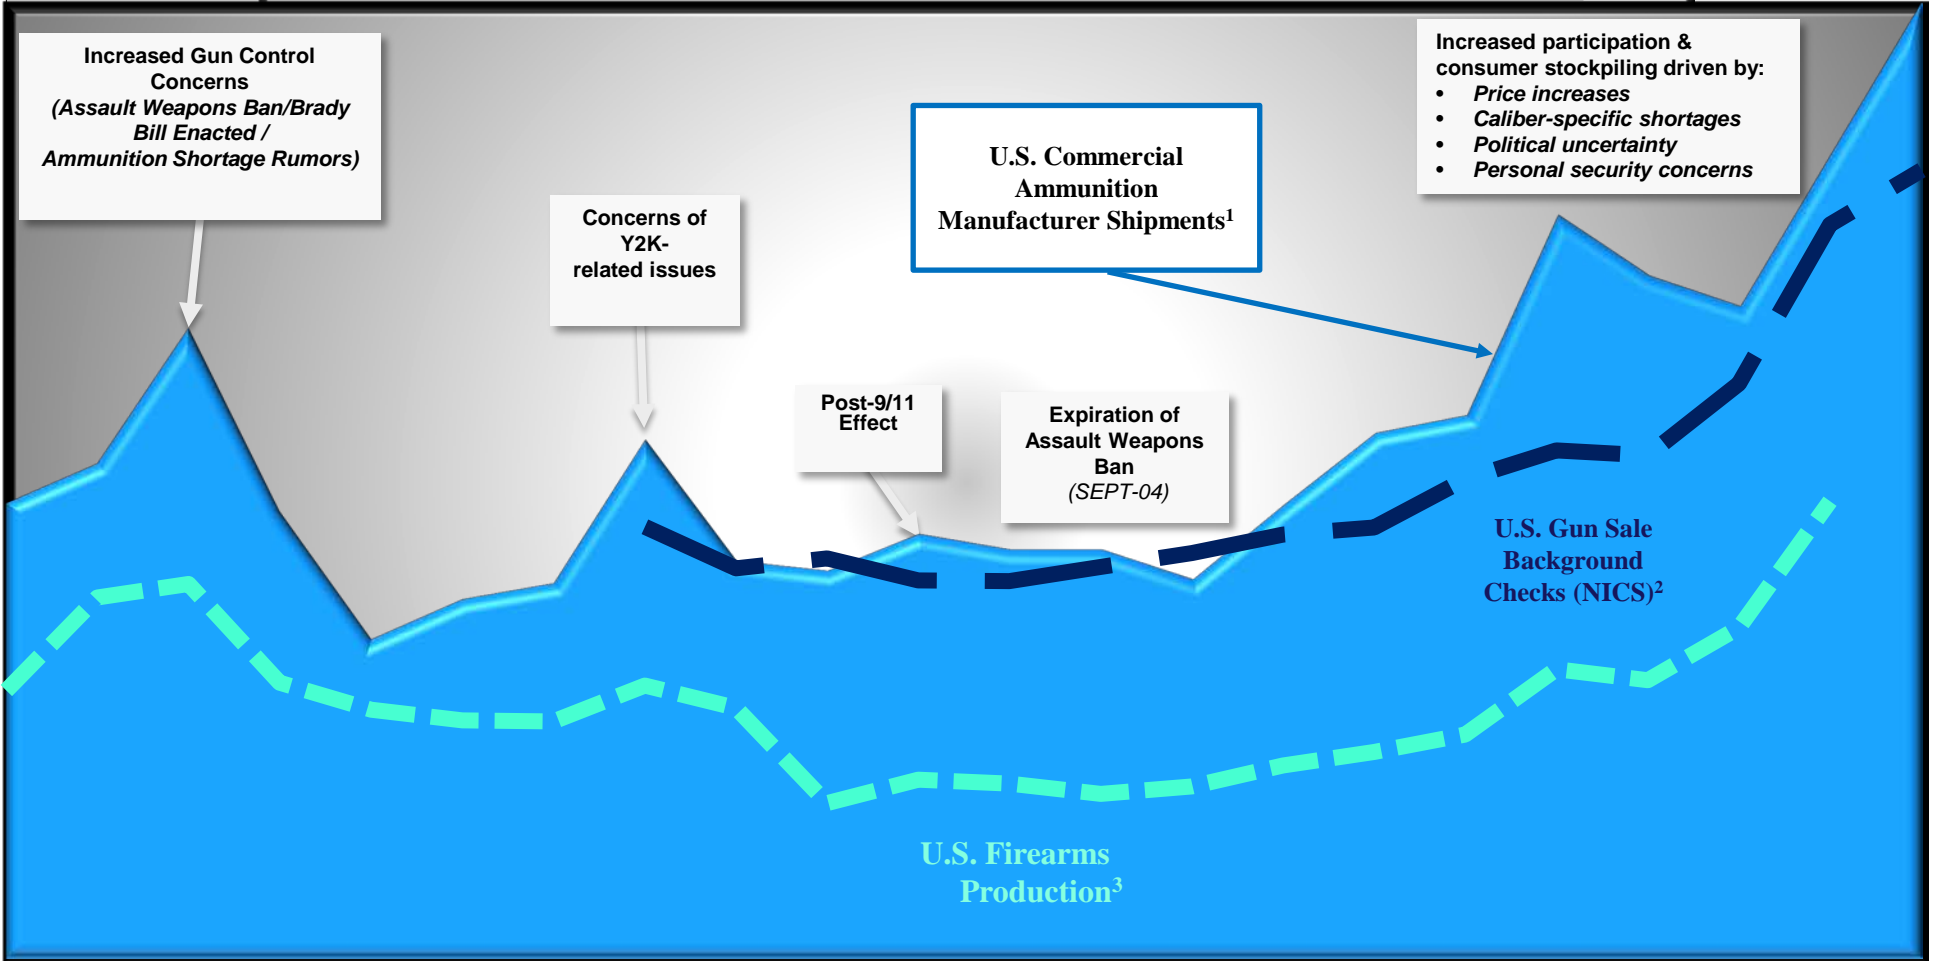 Increased Gun Control
Concerns
(Assault Weapons Ban/Brady
Bill Enacted /
Ammunition Shortage Rumors)
Concerns of
Y2K-
related issues
Post-9/11
Effect
Expiration of
Assault Weapons
Ban
(SEPT-04)
U.S. Commercial
Ammunition
Manufacturer Shipments¹
Increased participation &
consumer stockpiling driven by:
• Price increases
• Caliber-specific shortages
• Political uncertainty
• Personal security concerns
U.S. Gun Sale
Background
Checks (NICS)²
U.S. Firearms
Production³